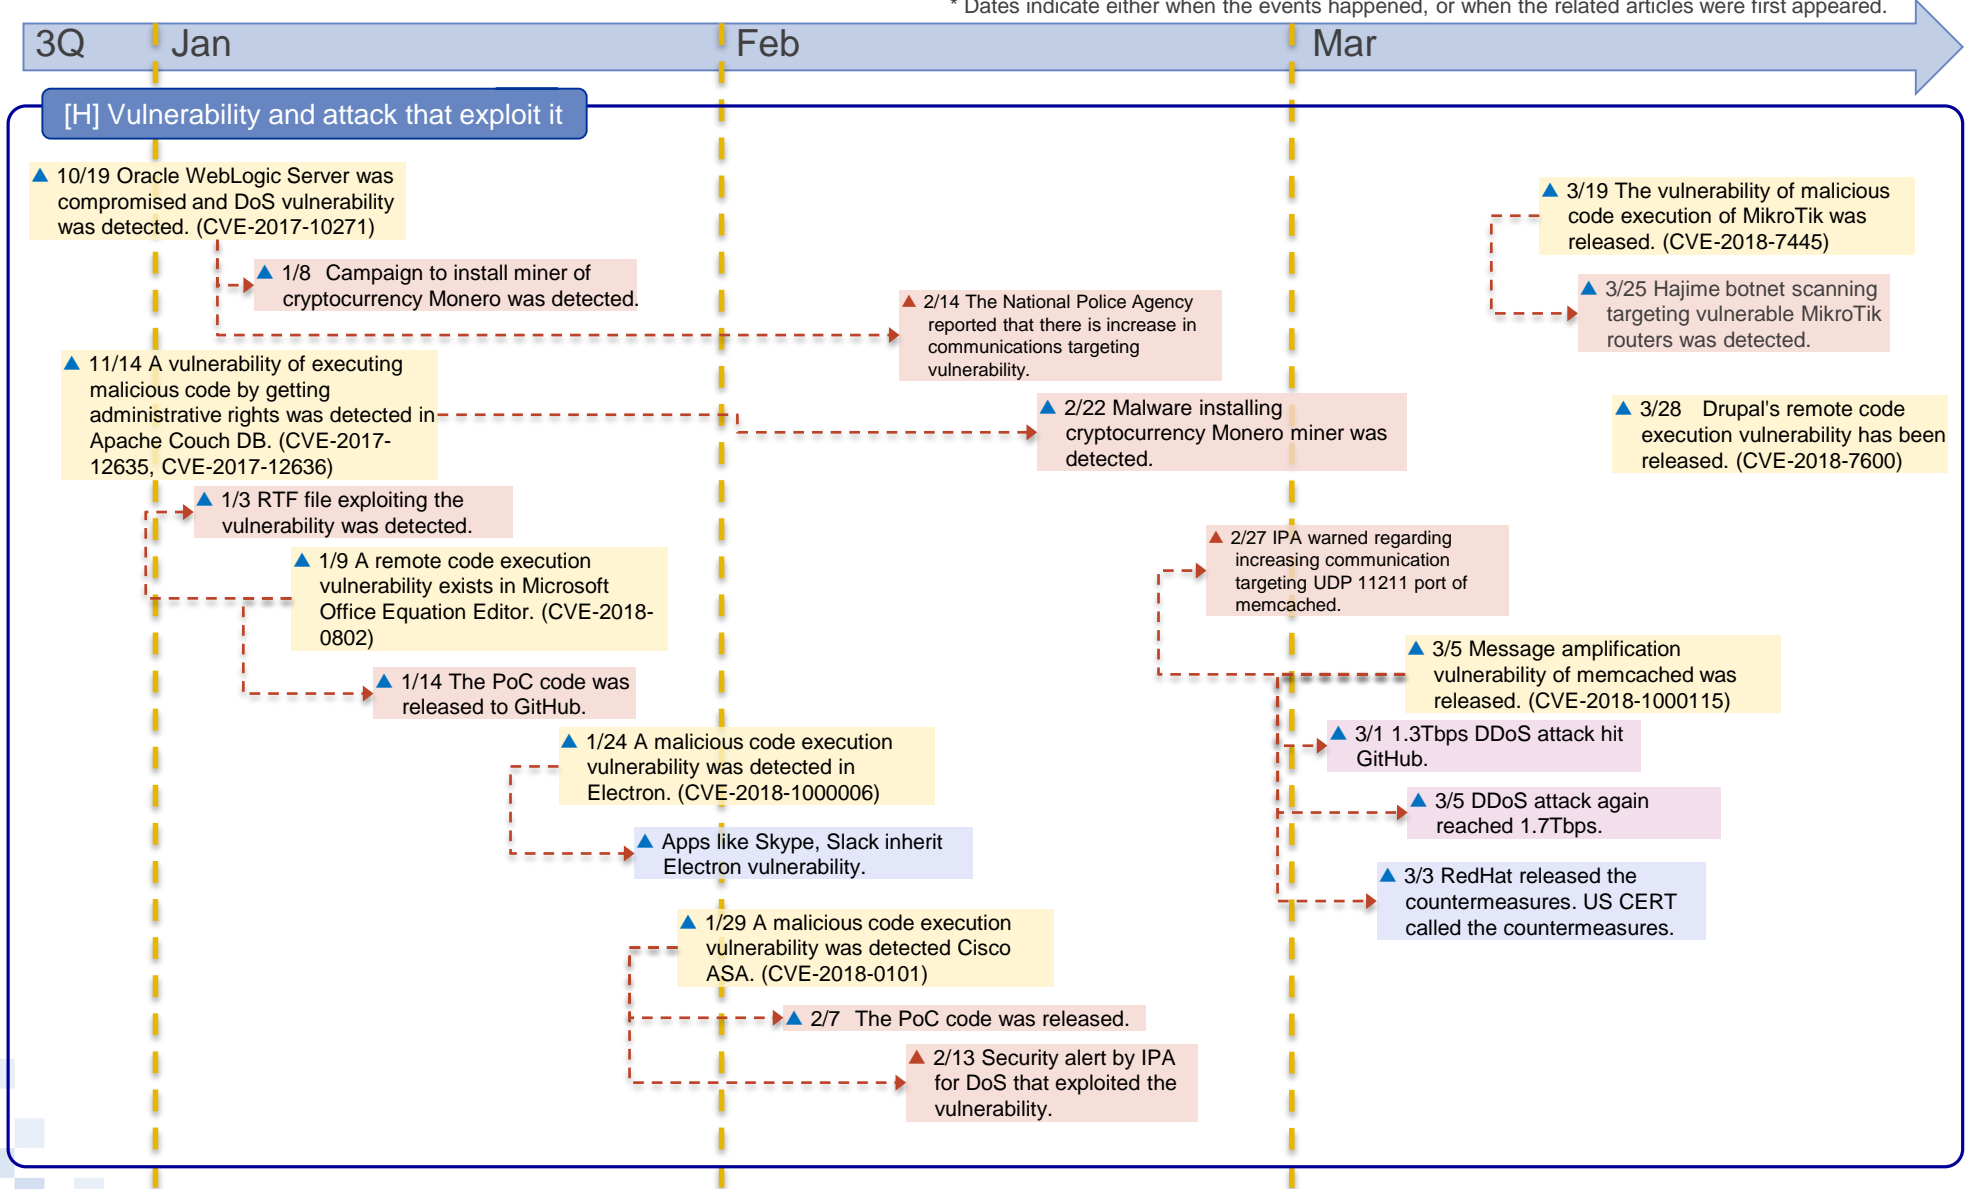 * Dates indicate either when the events happened, or when the related articles were first appeared.
3Q
Jan
Feb
Mar
[H] Vulnerability and attack that exploit it
▲ 10/19 Oracle WebLogic Server was
compromised and DoS vulnerability
was detected. (CVE-2017-10271)
▲ 1/8 Campaign to install miner of
cryptocurrency Monero was detected.
▲ 2/14 The National Police Agency
reported that there is increase in
communications targeting
vulnerability.
▲ 11/14 A vulnerability of executing
malicious code by getting
administrative rights was detected in
Apache Couch DB. (CVE-2017-
12635, CVE-2017-12636)
▲ 2/22 Malware installing
cryptocurrency Monero miner was
detected.
▲ 1/3 RTF file exploiting the
vulnerability was detected.
▲ 1/9 A remote code execution
vulnerability exists in Microsoft
Office Equation Editor. (CVE-2018-
0802)
▲ 1/14 The PoC code was
released to GitHub.
▲ 1/24 A malicious code execution
vulnerability was detected in
Electron. (CVE-2018-1000006)
▲ Apps like Skype, Slack inherit
Electron vulnerability.
▲ 1/29 A malicious code execution
vulnerability was detected Cisco
ASA. (CVE-2018-0101)
▲ 2/7 The PoC code was released.
▲ 2/13 Security alert by IPA
for DoS that exploited the
vulnerability.
▲ 3/19 The vulnerability of malicious
code execution of MikroTik was
released. (CVE-2018-7445)
▲ 3/25 Hajime botnet scanning
targeting vulnerable MikroTik
routers was detected.
▲ 3/28 Drupal's remote code
execution vulnerability has been
released. (CVE-2018-7600)
▲ 2/27 IPA warned regarding
increasing communication
targeting UDP 11211 port of
memcached.
▲ 3/5 Message amplification
vulnerability of memcached was
released. (CVE-2018-1000115)
▲ 3/1 1.3Tbps DDoS attack hit
GitHub.
▲ 3/5 DDoS attack again
reached 1.7Tbps.
▲ 3/3 RedHat released the
countermeasures. US CERT
called the countermeasures.